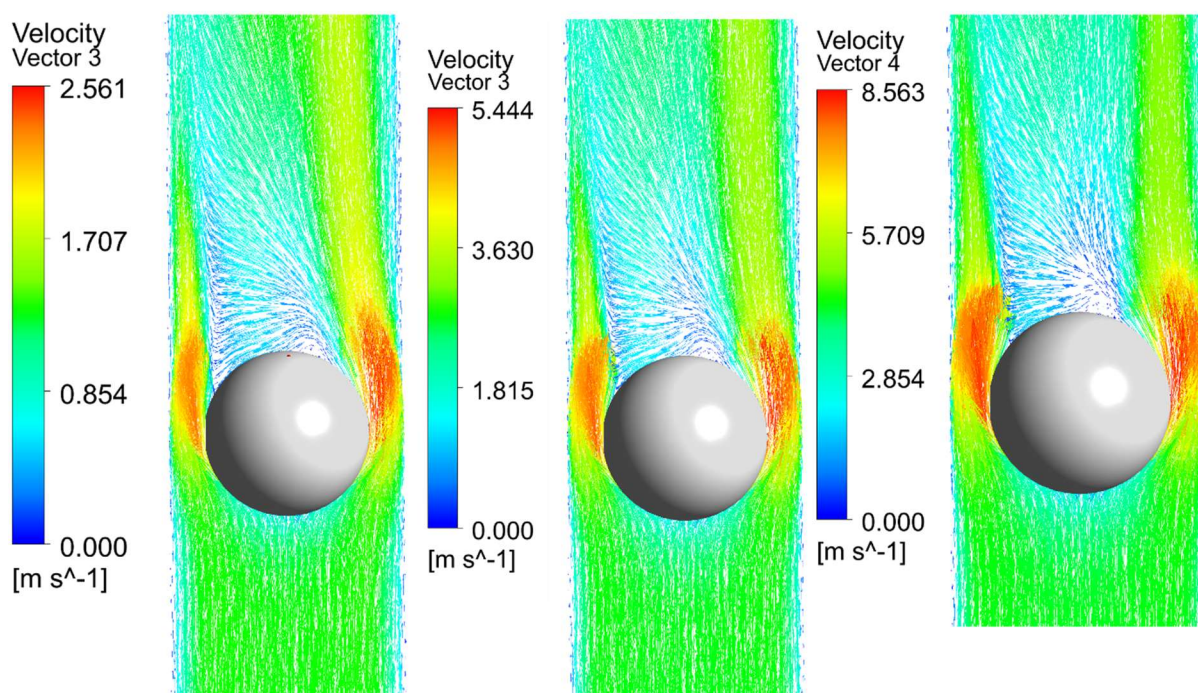 Velocity
Vector 3
2.561
1.707
0.854
0.000
[m s^-1]
Velocity
Vector 3
5.444
3.630
1.815
0.000
[m s^-1]
Velocity
Vector 4
8.563
5.709
2.854
0.000
[m s^-1]